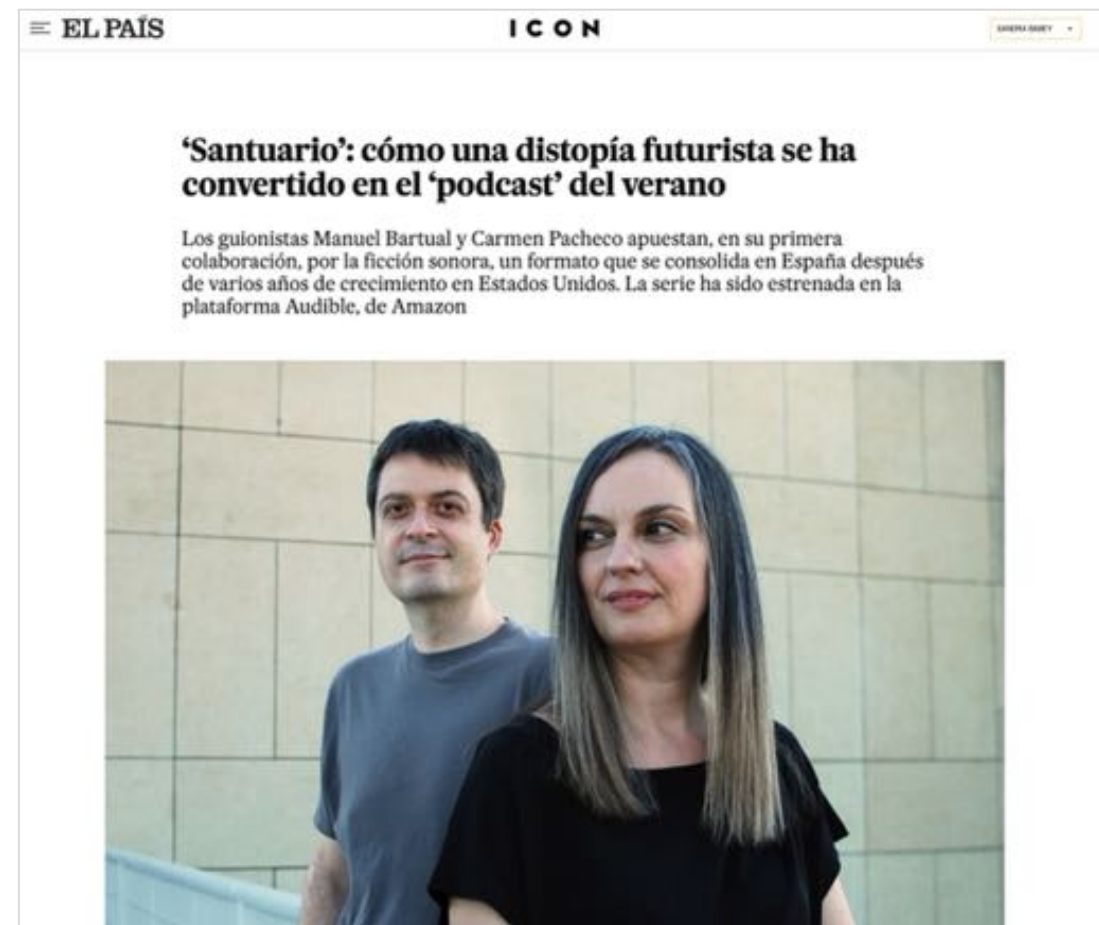 EL PAÍS
ICON
‘Santuario’: cómo una distopía futurista se ha
convertido en el ‘podcast’ del verano
Los guionistas Manuel Bartual y Carmen Pacheco apuestan, en su primera
colaboración, por la ficción sonora, un formato que se consolida en España después
de varios años de crecimiento en Estados Unidos. La serie ha sido estrenada en la
plataforma Audible, de Amazon